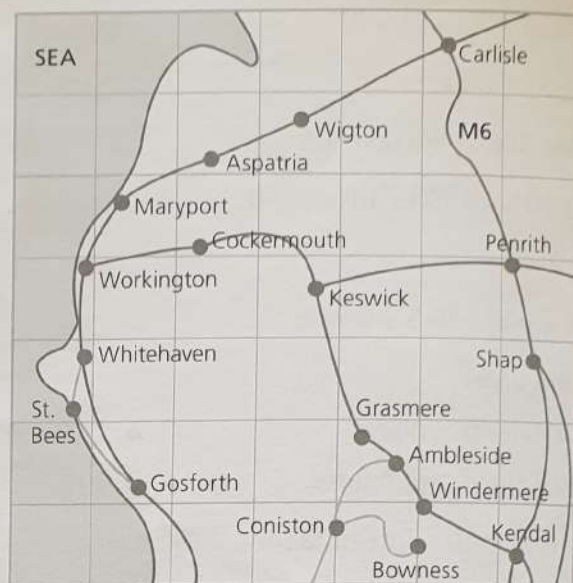 SEA
Carlisle
Wigton
M6
Aspatria
Maryport
Cockermouth
Penrith
Workington
Keswick
Whitehaven
Shap
St.
Bees
Grasmere
Ambleside
Gosforth
Windermere
Coniston
Kendal
Bowness